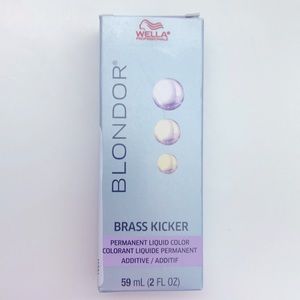 WELLA®
PROFESSIONALS
BLONDOR®
BRASS KICKER
PERMANENT LIQUID COLOR
COLORANT LIQUIDE PERMANENT
ADDITIVE / ADDITIF
59 mL (2 FL OZ)